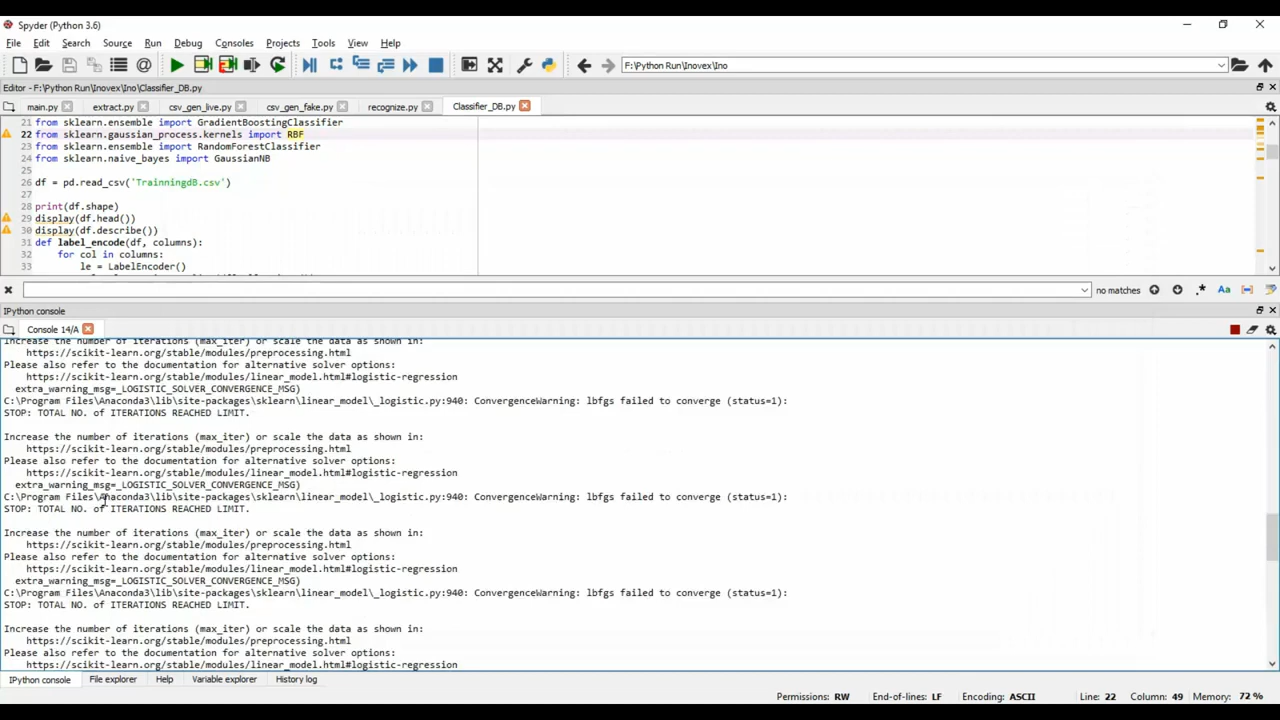 Spyder (Python 3.6)
File Edit Search Source Run Debug Consoles Projects Tools View Help
F:\Python Run\Inovex\Ino
Editor - F:\Python Run\Inovex\Ino\Classifier_DB.py
main.py extract.py csv_gen_live.py csv_gen_fake.py recognize.py Classifier_DB.py
21 from sklearn.ensemble import GradientBoostingClassifier
22 from sklearn.gaussian_process.kernels import RBF
23 from sklearn.ensemble import RandomForestClassifier
24 from sklearn.naive_bayes import GaussianNB
25
26 df = pd.read_csv('TrainningdB.csv')
27
28 print(df.shape)
29 display(df.head())
30 display(df.describe())
31 def label_encode(df, columns):
32 for col in columns:
33 le = LabelEncoder()
no matches .* Aa
IPython console
Console 14/A
Increase the number of iterations (max_iter) or scale the data as shown in:
https://scikit-learn.org/stable/modules/preprocessing.html
Please also refer to the documentation for alternative solver options:
https://scikit-learn.org/stable/modules/linear_model.html#logistic-regression
extra_warning_msg=_LOGISTIC_SOLVER_CONVERGENCE_MSG)
C:\Program Files\Anaconda3\lib\site-packages\sklearn\linear_model\_logistic.py:940: ConvergenceWarning: lbfgs failed to converge (status=1):
STOP: TOTAL NO. of ITERATIONS REACHED LIMIT.
Increase the number of iterations (max_iter) or scale the data as shown in:
https://scikit-learn.org/stable/modules/preprocessing.html
Please also refer to the documentation for alternative solver options:
https://scikit-learn.org/stable/modules/linear_model.html#logistic-regression
extra_warning_msg=_LOGISTIC_SOLVER_CONVERGENCE_MSG)
C:\Program Files\Anaconda3\lib\site-packages\sklearn\linear_model\_logistic.py:940: ConvergenceWarning: lbfgs failed to converge (status=1):
STOP: TOTAL NO. of ITERATIONS REACHED LIMIT.
Increase the number of iterations (max_iter) or scale the data as shown in:
https://scikit-learn.org/stable/modules/preprocessing.html
Please also refer to the documentation for alternative solver options:
https://scikit-learn.org/stable/modules/linear_model.html#logistic-regression
extra_warning_msg=_LOGISTIC_SOLVER_CONVERGENCE_MSG)
C:\Program Files\Anaconda3\lib\site-packages\sklearn\linear_model\_logistic.py:940: ConvergenceWarning: lbfgs failed to converge (status=1):
STOP: TOTAL NO. of ITERATIONS REACHED LIMIT.
Increase the number of iterations (max_iter) or scale the data as shown in:
https://scikit-learn.org/stable/modules/preprocessing.html
Please also refer to the documentation for alternative solver options:
https://scikit-learn.org/stable/modules/linear_model.html#logistic-regression
IPython console File explorer Help Variable explorer History log
Permissions: RW End-of-lines: LF Encoding: ASCII Line: 22 Column: 49 Memory: 72 %